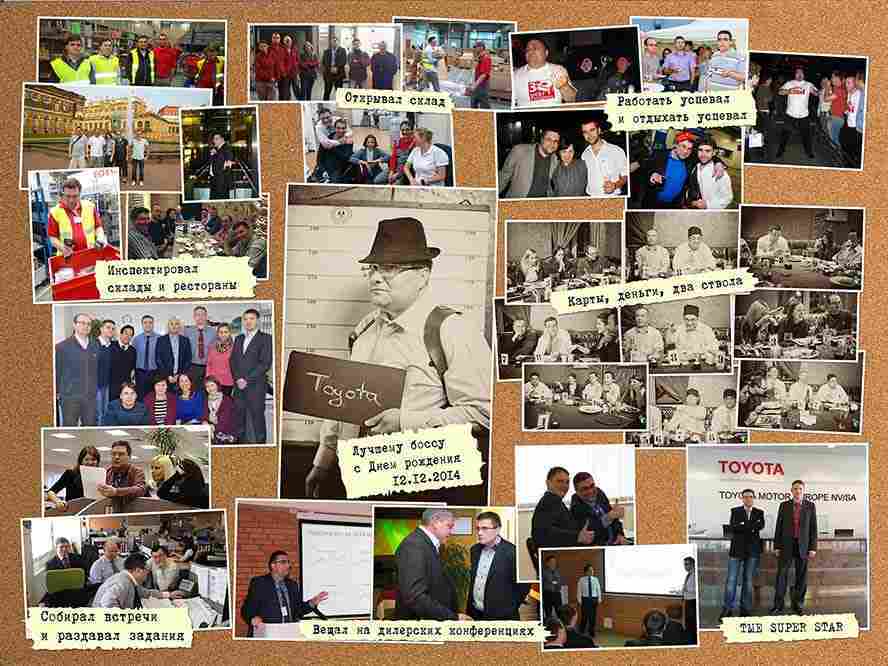 Открывал склад
Работать успевал
и отдыхать успевал
Инспектировал
склады и рестораны
Карты, деньги, два ствола
Toyota
Лучшему боссу
с Днем рождения
12.12.2014
TOYOTA
TOYOTA MOTOR EUROPE NV/SA
Собирал встречи
и раздавал задания
Вещал на дилерских конференциях
TME SUPER STAR